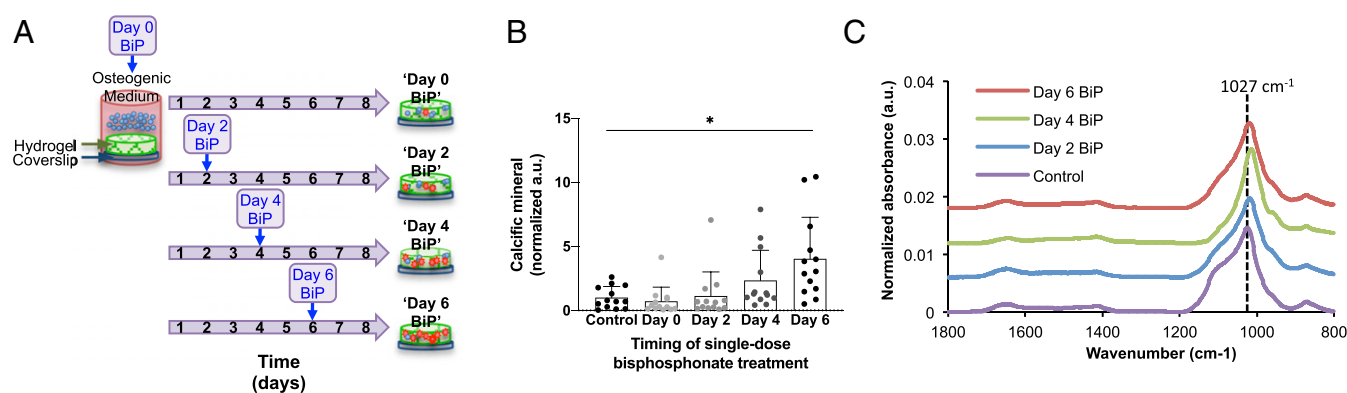 A
Day 0
BiP
Osteogenic
Medium
Hydrogel
Coverslip
1 2 3 4 5 6 7 8
‘Day 0
BiP’
Day 2
BiP
1 2 3 4 5 6 7 8
‘Day 2
BiP’
Day 4
BiP
1 2 3 4 5 6 7 8
‘Day 4
BiP’
Day 6
BiP
1 2 3 4 5 6 7 8
‘Day 6
BiP’
Time
(days)
B
Calcific mineral
(normalized a.u.)
15
10
5
0
*
Control Day 0 Day 2 Day 4 Day 6
Timing of single-dose
bisphosphonate treatment
C
Normalized absorbance (a.u.)
0.04
0.03
0.02
0.01
0
Day 6 BiP
Day 4 BiP
Day 2 BiP
Control
1027 cm-1
1800 1600 1400 1200 1000 800
Wavenumber (cm-1)